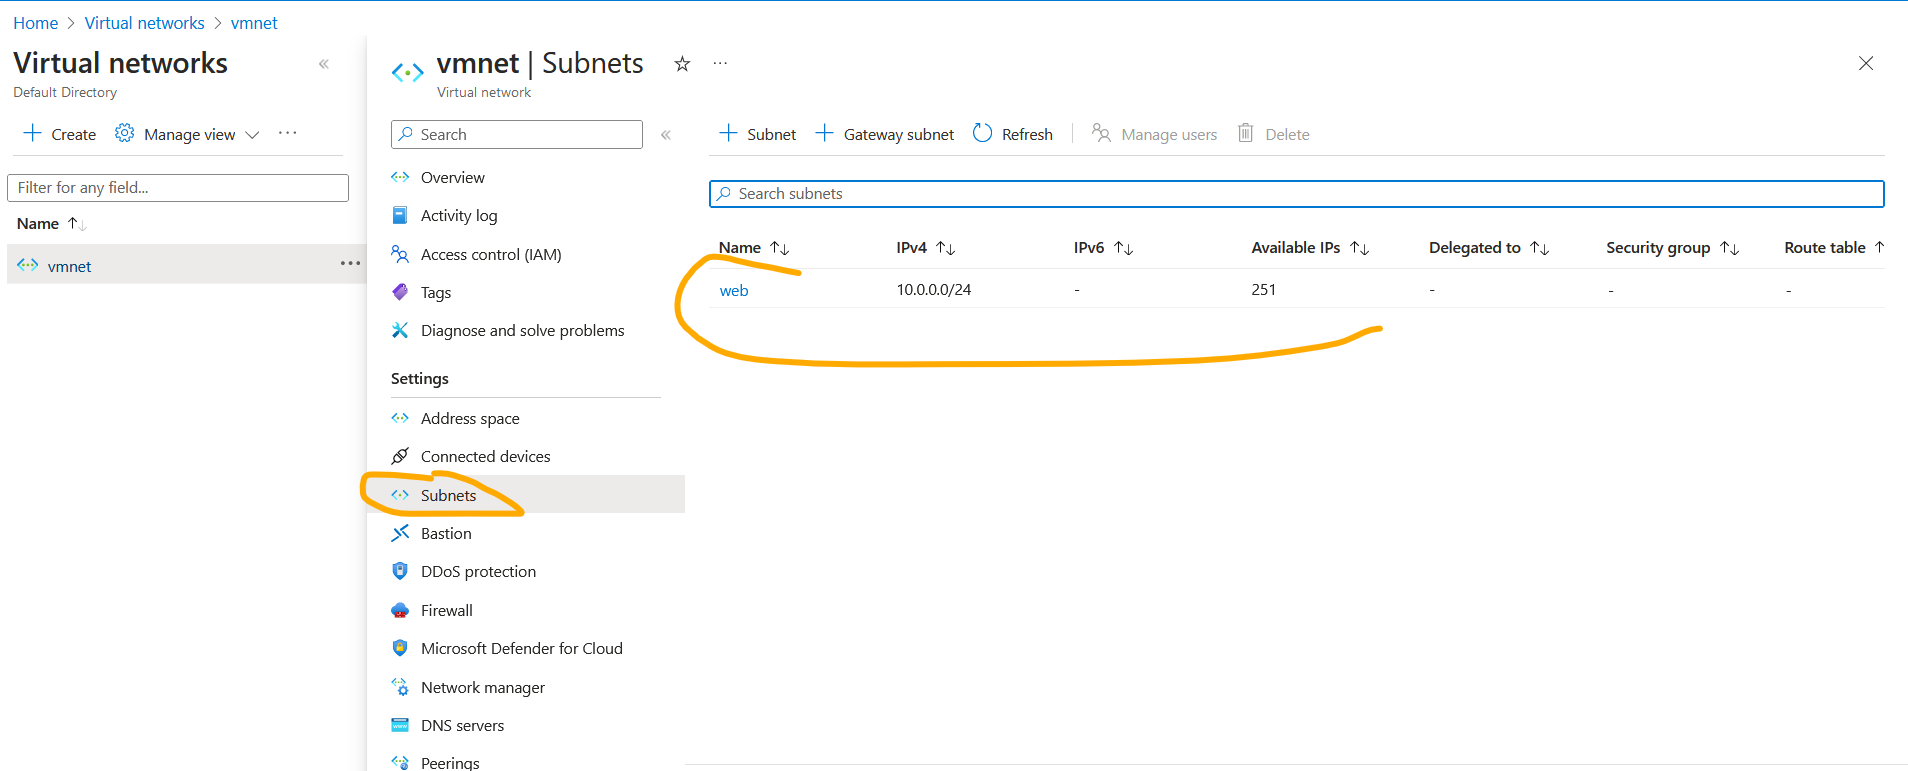 Home > Virtual networks > vmnet
Virtual networks
Default Directory
Create Manage view ...
Filter for any field...
Name
vmnet ...
vmnet | Subnets ...
Virtual network
Search
Overview
Activity log
Access control (IAM)
Tags
Diagnose and solve problems
Settings
Address space
Connected devices
Subnets
Bastion
DDoS protection
Firewall
Microsoft Defender for Cloud
Network manager
DNS servers
Peerings
+ Subnet + Gateway subnet Refresh Manage users Delete
Search subnets
Name IPv4 IPv6 Available IPs Delegated to Security group Route table
web 10.0.0.0/24 - 251 - - -